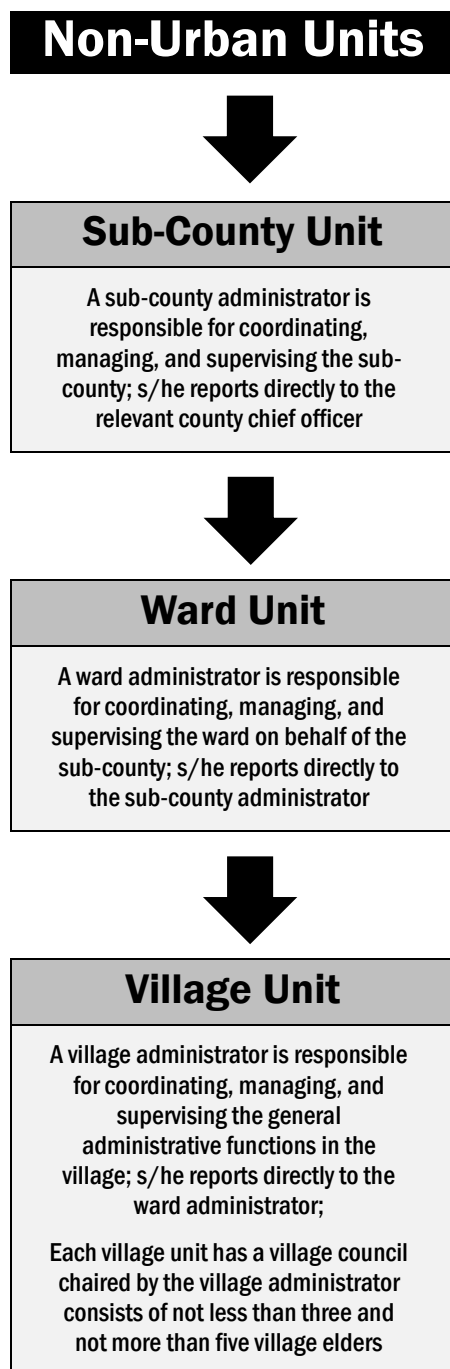 Non-Urban Units
Sub-County Unit
A sub-county administrator is
responsible for coordinating,
managing, and supervising the sub-
county; s/he reports directly to the
relevant county chief officer
Ward Unit
A ward administrator is responsible
for coordinating, managing, and
supervising the ward on behalf of the
sub-county; s/he reports directly to
the sub-county administrator
Village Unit
A village administrator is responsible
for coordinating, managing, and
supervising the general
administrative functions in the
village; s/he reports directly to the
ward administrator;
Each village unit has a village council
chaired by the village administrator
consists of not less than three and
not more than five village elders